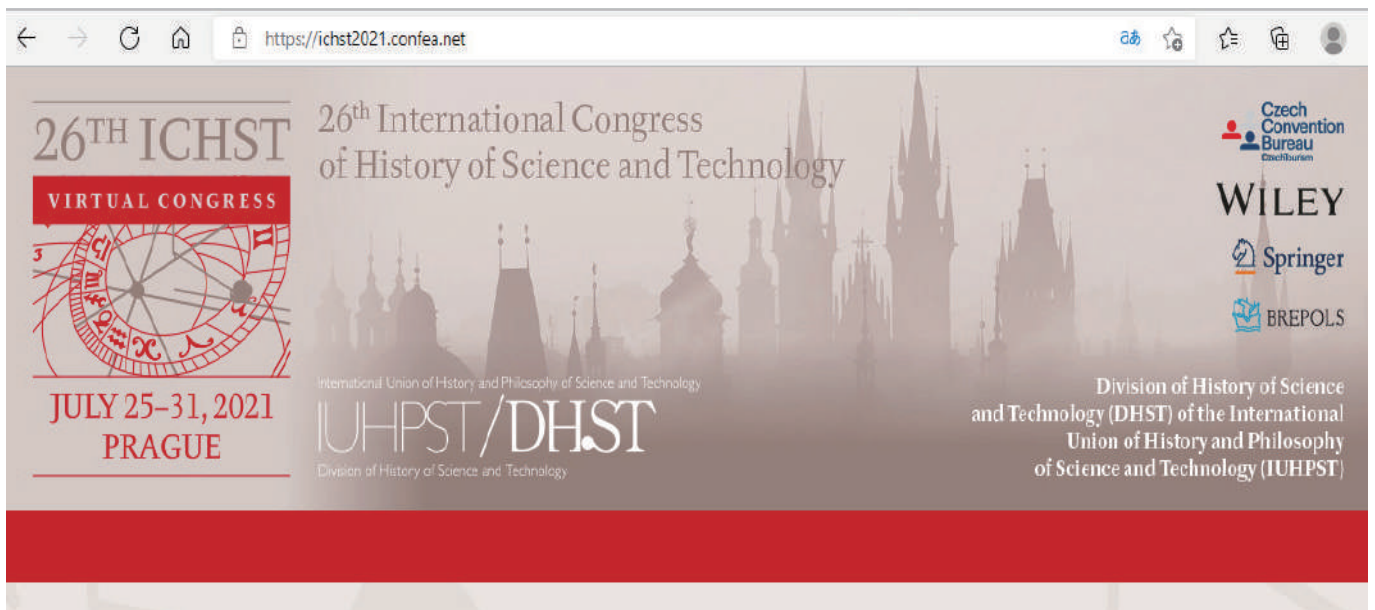 https://ichst2021.confea.net
26TH ICHST
VIRTUAL CONGRESS
JULY 25–31, 2021
PRAGUE
26th International Congress
of History of Science and Technology
International Union of History and Philosophy of Science and Technology
IUHPST/DHST
Division of History of Science and Technology
Czech
Convention
Bureau
CzechTourism
WILEY
Springer
BREPOLS
Division of History of Science
and Technology (DHST) of the International
Union of History and Philosophy
of Science and Technology (IUHPST)